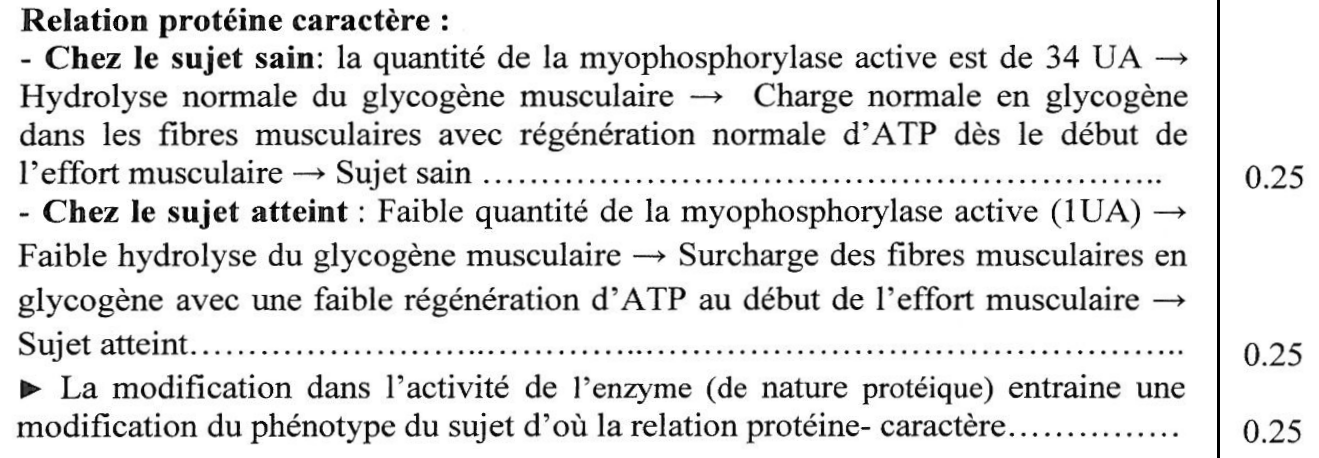 Relation protéine caractère :
- Chez le sujet sain: la quantité de la myophosphorylase active est de 34 UA →
Hydrolyse normale du glycogène musculaire → Charge normale en glycogène
dans les fibres musculaires avec régénération normale d’ATP dès le début de
l’effort musculaire → Sujet sain ………………………………………………………….. 0.25
- Chez le sujet atteint : Faible quantité de la myophosphorylase active (1UA) →
Faible hydrolyse du glycogène musculaire → Surcharge des fibres musculaires en
glycogène avec une faible régénération d’ATP au début de l’effort musculaire →
Sujet atteint…………………………………………………………………………………… 0.25
► La modification dans l’activité de l’enzyme (de nature protéique) entraine une
modification du phénotype du sujet d’où la relation protéine- caractère…………… 0.25